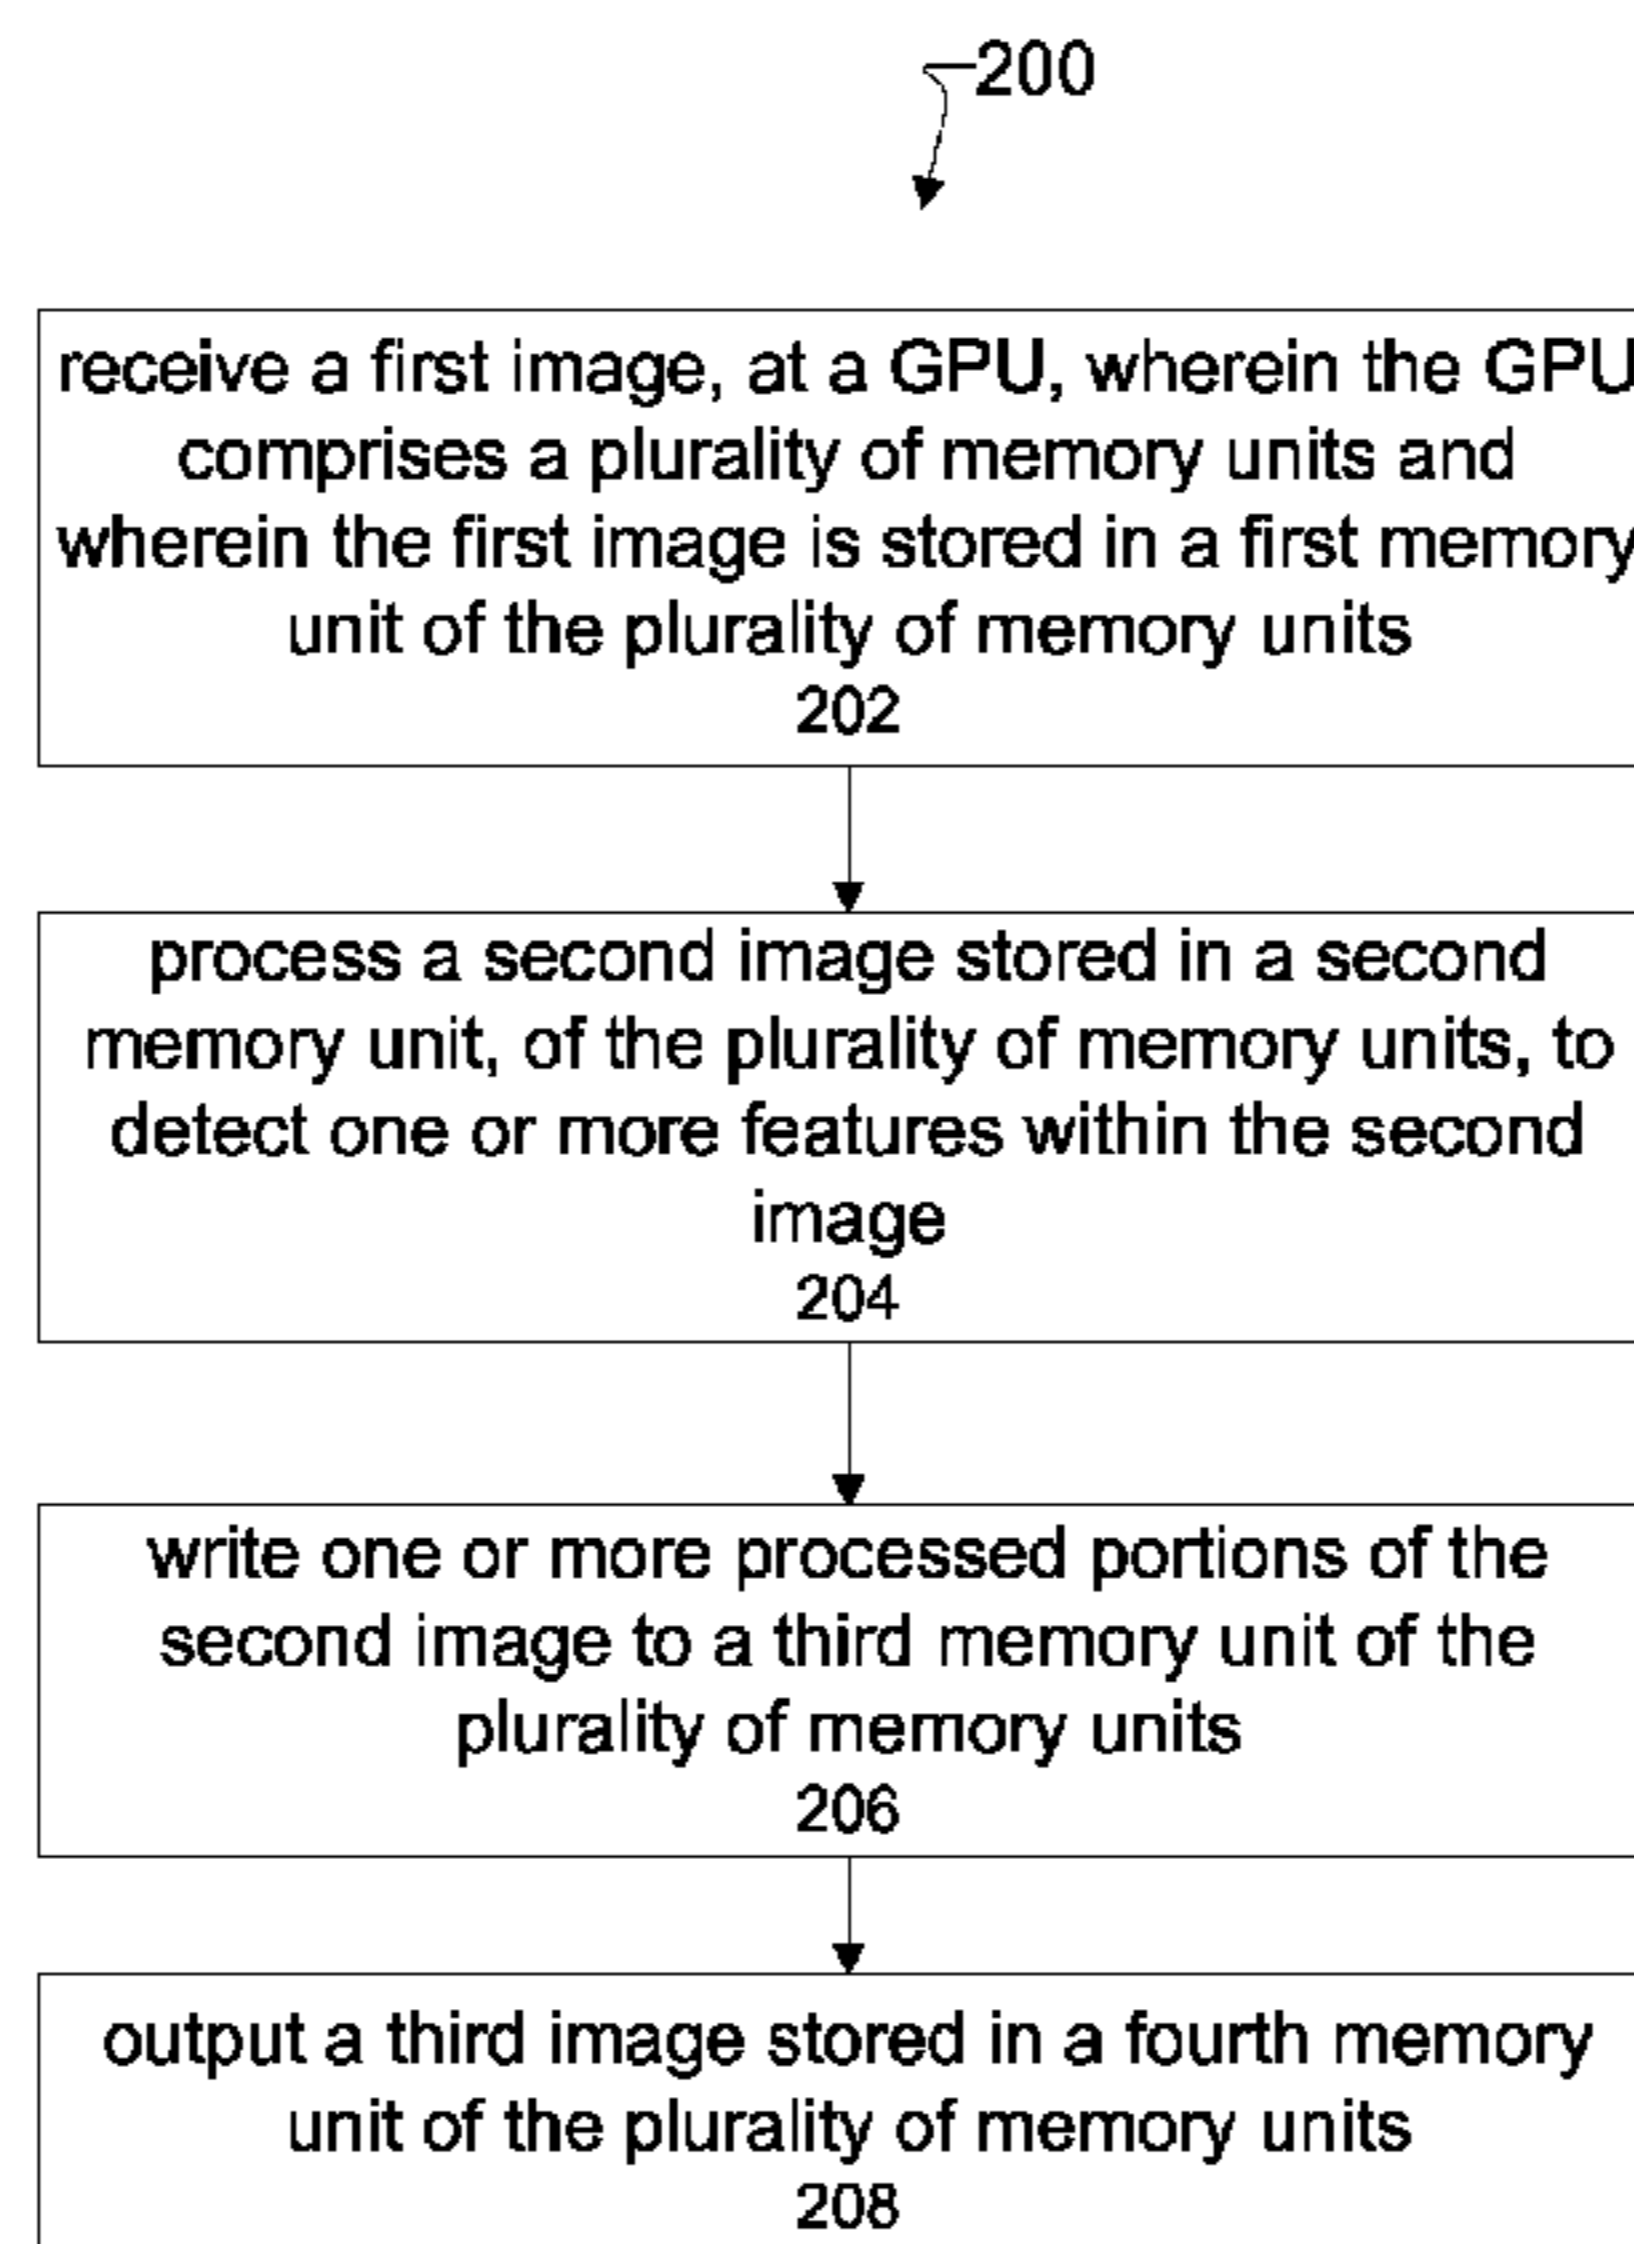 200
receive a first image, at a GPU, wherein the GPU
comprises a plurality of memory units and
wherein the first image is stored in a first memory
unit of the plurality of memory units
202
process a second image stored in a second
memory unit, of the plurality of memory units, to
detect one or more features within the second
image
204
write one or more processed portions of the
second image to a third memory unit of the
plurality of memory units
206
output a third image stored in a fourth memory
unit of the plurality of memory units
208